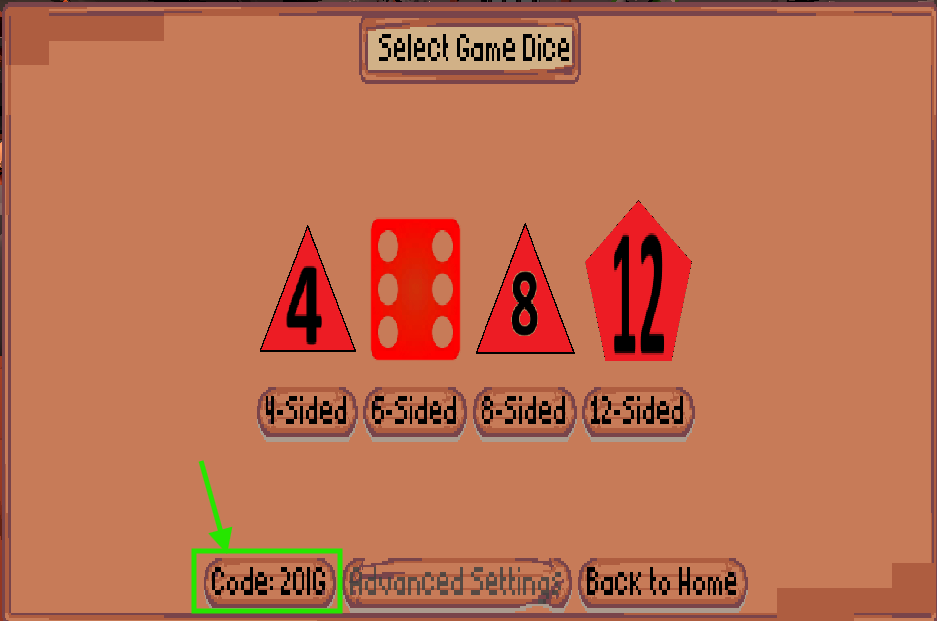 Select Game Dice
4
8
12
4-Sided
6-Sided
8-Sided
12-Sided
Code: 20IG
Advanced Settings
Back to Home